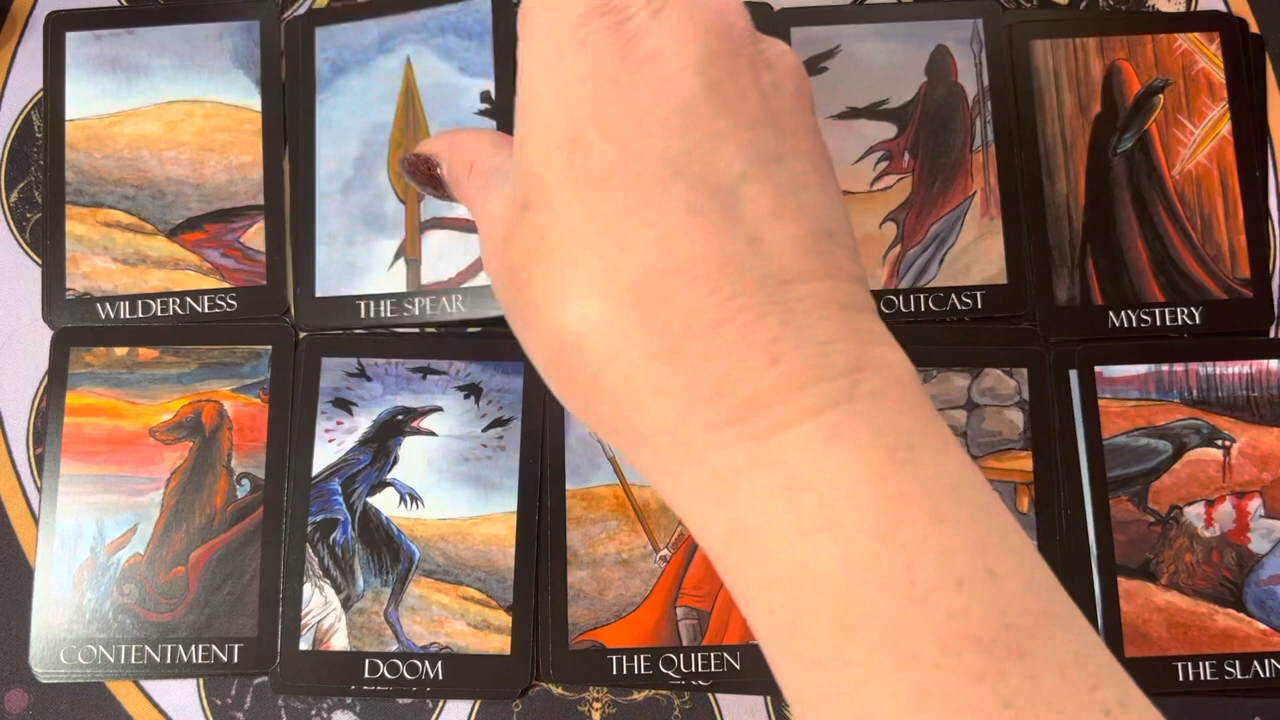 WILDERNESS
THE SPEAR
OUTCAST
MYSTERY
CONTENTMENT
DOOM
THE QUEEN
THE SLAIN